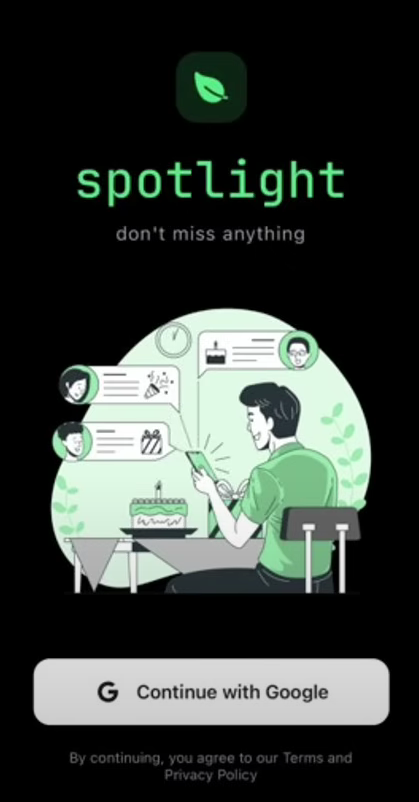 spotlight
don't miss anything
Continue with Google
By continuing, you agree to our Terms and
Privacy Policy